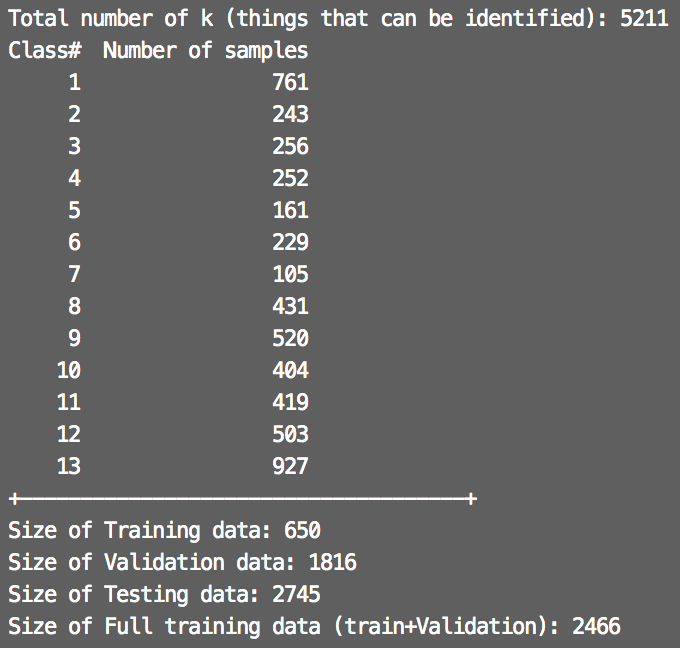 Total number of k (things that can be identified): 5211
Class# Number of samples
1 761
2 243
3 256
4 252
5 161
6 229
7 105
8 431
9 520
10 404
11 419
12 503
13 927
+-------------------------------------+
Size of Training data: 650
Size of Validation data: 1816
Size of Testing data: 2745
Size of Full training data (train+Validation): 2466